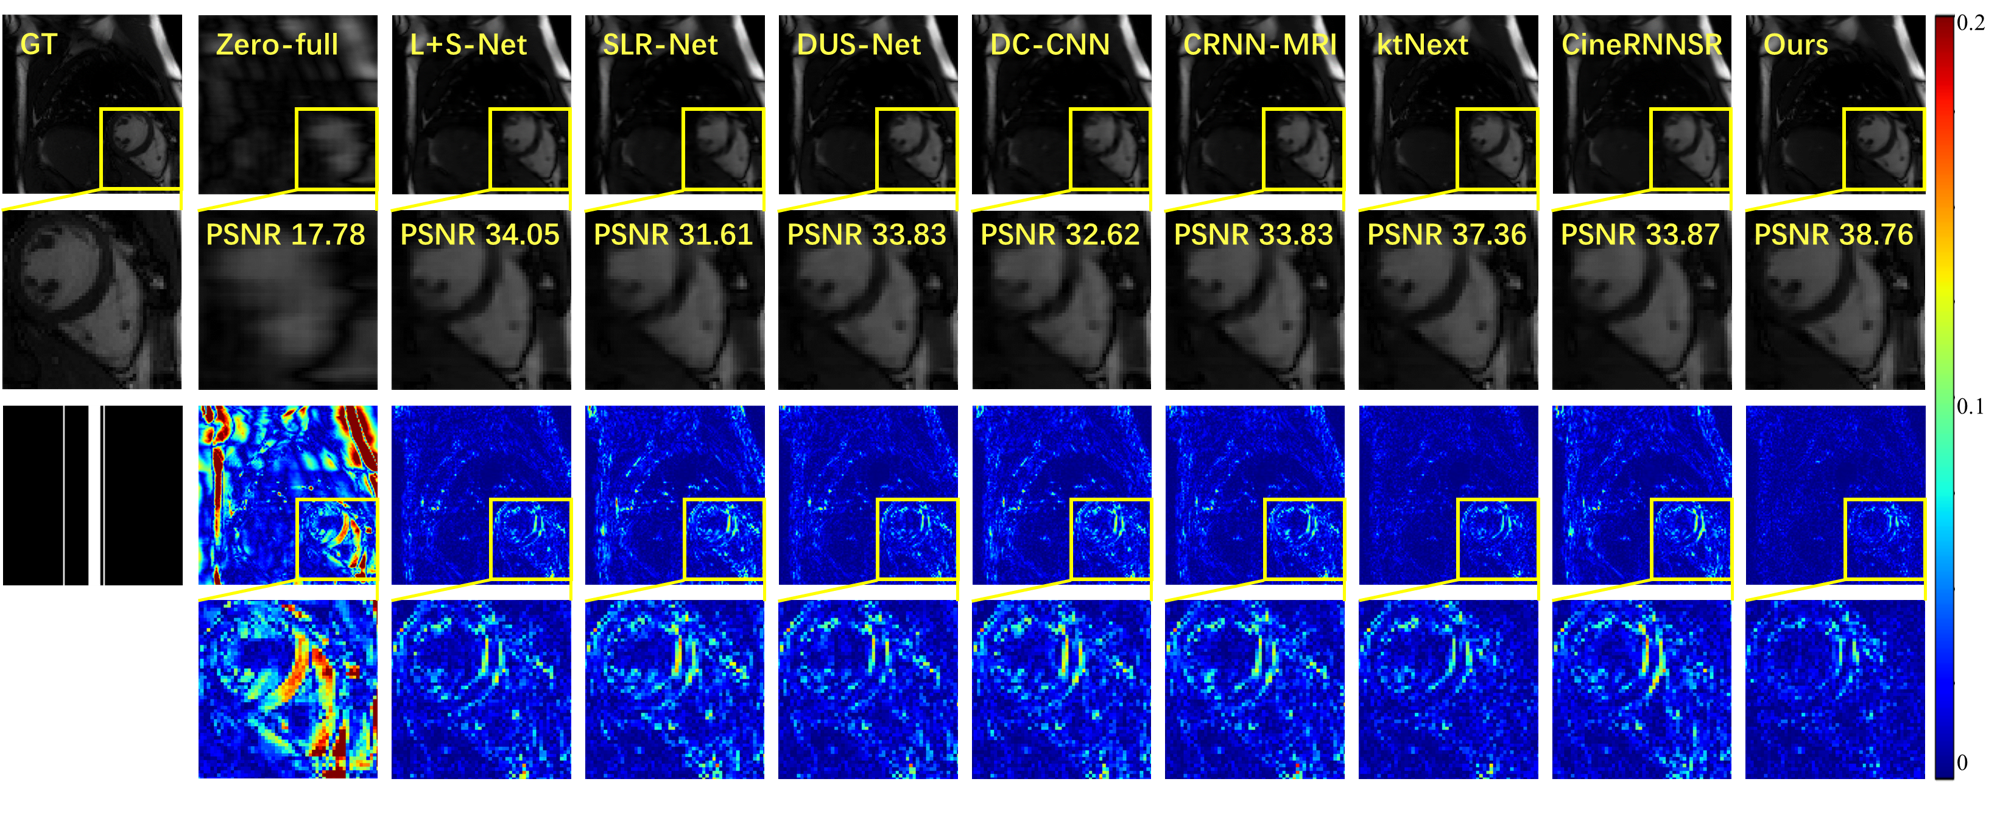 GT
Zero-full
L+S-Net
SLR-Net
DUS-Net
DC-CNN
CRNN-MRI
ktNext
CineRNNSR
Ours
0.2
PSNR 17.78
PSNR 34.05
PSNR 31.61
PSNR 33.83
PSNR 32.62
PSNR 33.83
PSNR 37.36
PSNR 33.87
PSNR 38.76
0.1
0